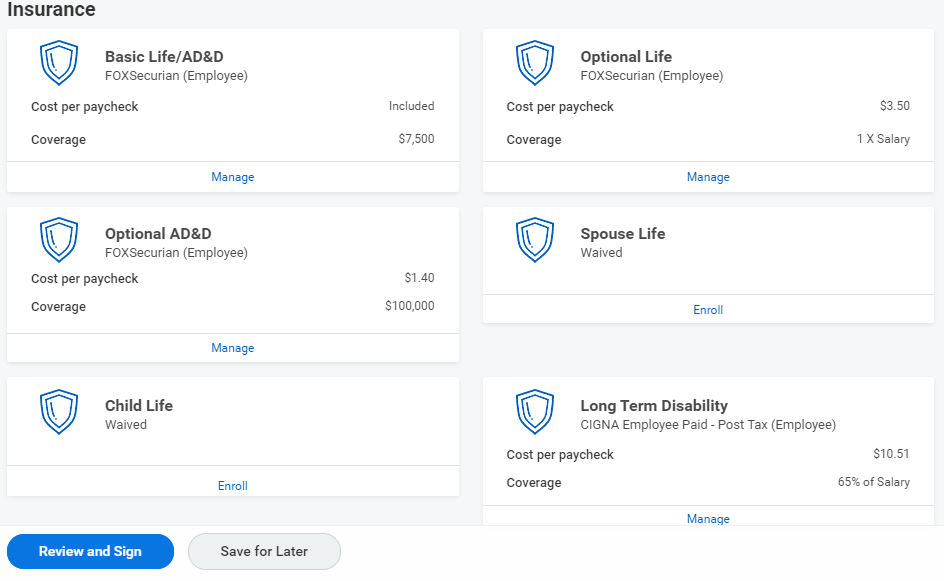 Insurance
Basic Life/AD&D
FOXSecurian (Employee)
Cost per paycheck Included
Coverage $7,500
Manage
Optional Life
FOXSecurian (Employee)
Cost per paycheck $3.50
Coverage 1 X Salary
Manage
Optional AD&D
FOXSecurian (Employee)
Cost per paycheck $1.40
Coverage $100,000
Manage
Spouse Life
Waived
Enroll
Child Life
Waived
Enroll
Long Term Disability
CIGNA Employee Paid - Post Tax (Employee)
Cost per paycheck $10.51
Coverage 65% of Salary
Manage
Review and Sign
Save for Later